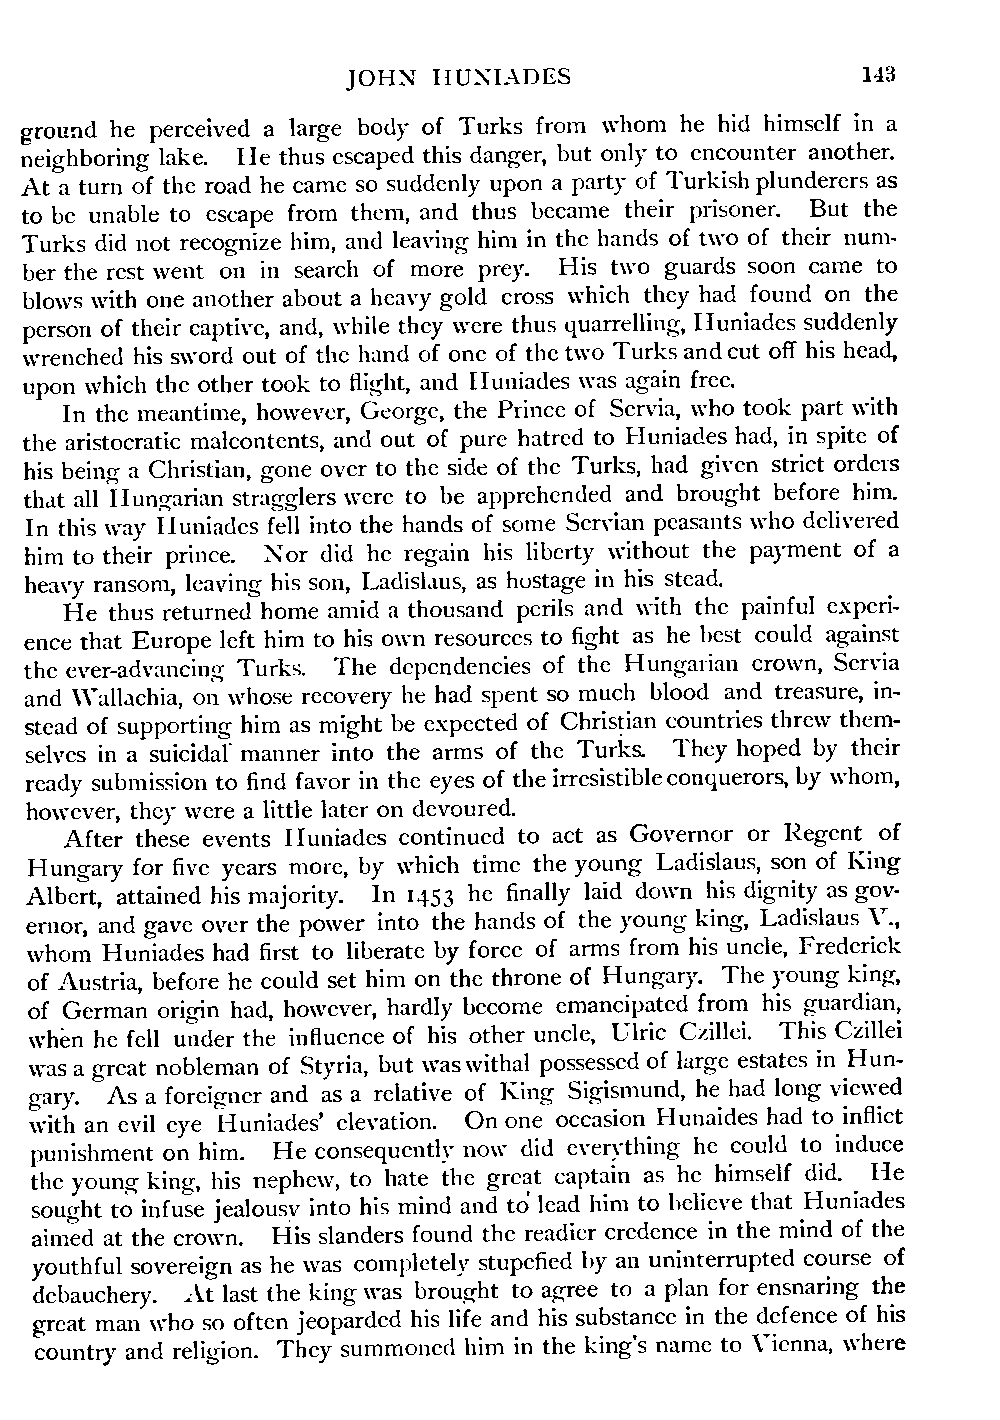 JOHN HUNIADES 143
ground he perceived a large body of Turks from whom he hid himself in a
neighboring lake. He thus escaped this danger, but only to encounter another.
At a turn of the road he came so suddenly upon a party of Turkish plunderers as
to be unable to escape from them, and thus became their prisoner. But the
Turks did not recognize him, and leaving him in the hands of two of their num-
ber the rest went on in search of more prey. His two guards soon came to
blows with one another about a heavy gold cross which they had found on the
person of their captive, and, while they were thus quarrelling, Huniades suddenly
wrenched his sword out of the hand of one of the two Turks and cut off his head,
upon which the other took to flight, and Huniades was again free.
In the meantime, however, George, the Prince of Servia, who took part with
the aristocratic malcontents, and out of pure hatred to Huniades had, in spite of
his being a Christian, gone over to the side of the Turks, had given strict orders
that all Hungarian stragglers were to be apprehended and brought before him.
In this way Huniades fell into the hands of some Servian peasants who delivered
him to their prince. Nor did he regain his liberty without the payment of a
heavy ransom, leaving his son, Ladislaus, as hostage in his stead.
He thus returned home amid a thousand perils and with the painful experi-
ence that Europe left him to his own resources to fight as he best could against
the ever-advancing Turks. The dependencies of the Hungarian crown, Servia
and Wallachia, on whose recovery he had spent so much blood and treasure, in-
stead of supporting him as might be expected of Christian countries threw them-
selves in a suicidal manner into the arms of the Turks. They hoped by their
ready submission to find favor in the eyes of the irresistible conquerors, by whom,
however, they were a little later on devoured.
After these events Huniades continued to act as Governor or Regent of
Hungary for five years more, by which time the young Ladislaus, son of King
Albert, attained his majority. In 1453 he finally laid down his dignity as gov-
ernor, and gave over the power into the hands of the young king, Ladislaus V.,
whom Huniades had first to liberate by force of arms from his uncle, Frederick
of Austria, before he could set him on the throne of Hungary. The young king,
of German origin had, however, hardly become emancipated from his guardian,
when he fell under the influence of his other uncle, Ulric Czillei. This Czillei
was a great nobleman of Styria, but was withal possessed of large estates in Hun-
gary. As a foreigner and as a relative of King Sigismund, he had long viewed
with an evil eye Huniades' elevation. On one occasion Hunaides had to inflict
punishment on him. He consequently now did everything he could to induce
the young king, his nephew, to hate the great captain as he himself did. He
sought to infuse jealousy into his mind and to lead him to believe that Huniades
aimed at the crown. His slanders found the readier credence in the mind of the
youthful sovereign as he was completely stupefied by an uninterrupted course of
debauchery. At last the king was brought to agree to a plan for ensnaring the
great man who so often jeoparded his life and his substance in the defence of his
country and religion. They summoned him in the king's name to Vienna, where